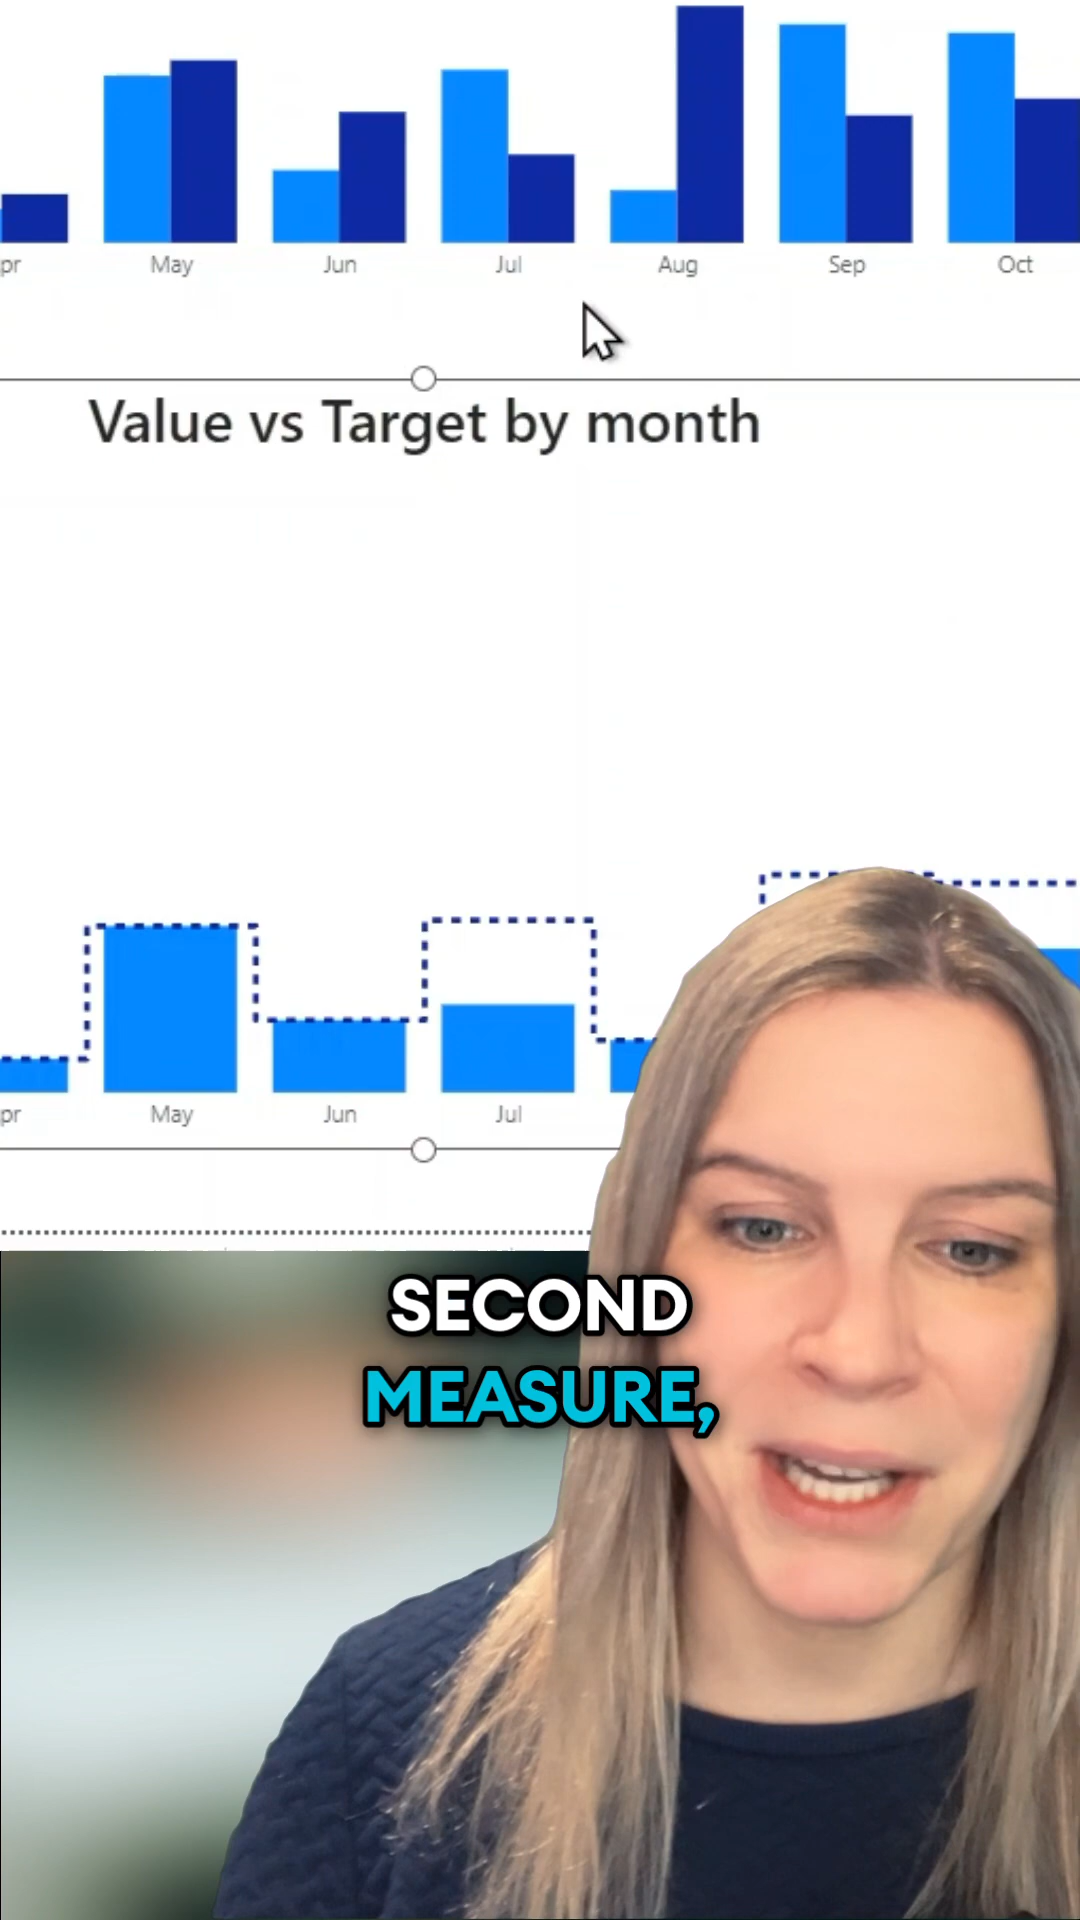 pr May Jun Jul Aug Sep Oct
Value vs Target by month
pr May Jun Jul
SECOND
MEASURE,